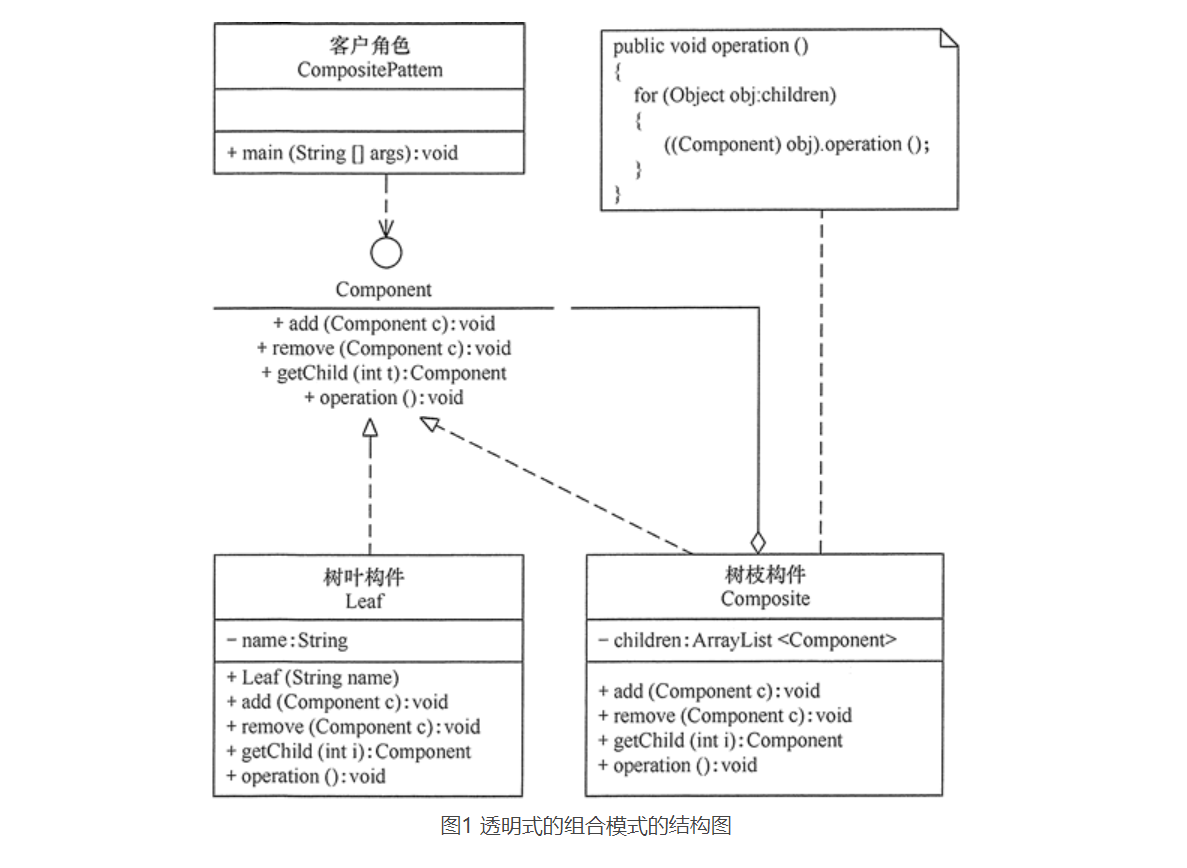 客户角色
CompositePattem
+ main (String [] args):void
public void operation ()
{
for (Object obj:children)
{
((Component) obj).operation ();
}
}
Component
+ add (Component c):void
+ remove (Component c):void
+ getChild (int t):Component
+ operation ():void
树叶构件
Leaf
− name:String
+ Leaf (String name)
+ add (Component c):void
+ remove (Component c):void
+ getChild (int i):Component
+ operation ():void
树枝构件
Composite
− children:ArrayList <Component>
+ add (Component c):void
+ remove (Component c):void
+ getChild (int i):Component
+ operation ():void
图1 透明式的组合模式的结构图